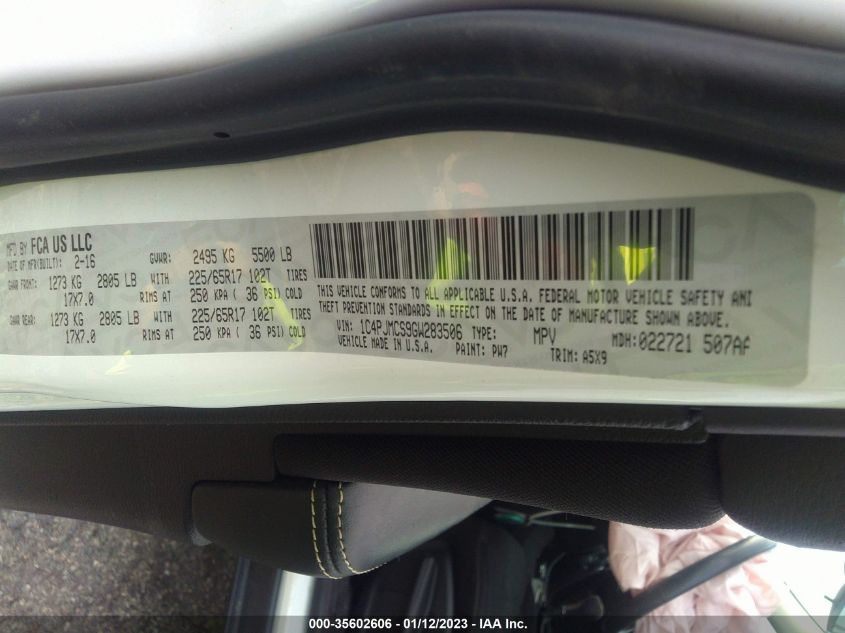 MFD BY FCA US LLC
DATE OF MFR(BUILT): 2-16 GVWR: 2495 KG 5500 LB
GAWR FRONT: 1273 KG 2805 LB WITH 225/65R17 102T TIRES
17X7.0 RIMS AT 250 KPA ( 36 PSI) COLD
GAWR REAR: 1273 KG 2805 LB WITH 225/65R17 102T TIRES
17X7.0 RIMS AT 250 KPA ( 36 PSI) COLD
THIS VEHICLE CONFORMS TO ALL APPLICABLE U.S.A. FEDERAL MOTOR VEHICLE SAFETY AND
THEFT PREVENTION STANDARDS IN EFFECT ON THE DATE OF MANUFACTURE SHOWN ABOVE.
VIN: 1C4PJMCS9GW283506 TYPE: MPV MDH:022721 507AA
VEHICLE MADE IN U.S.A. PAINT: PW7 TRIM: A5X9
000-35602606 / 01/12/2023 - IAA Inc.